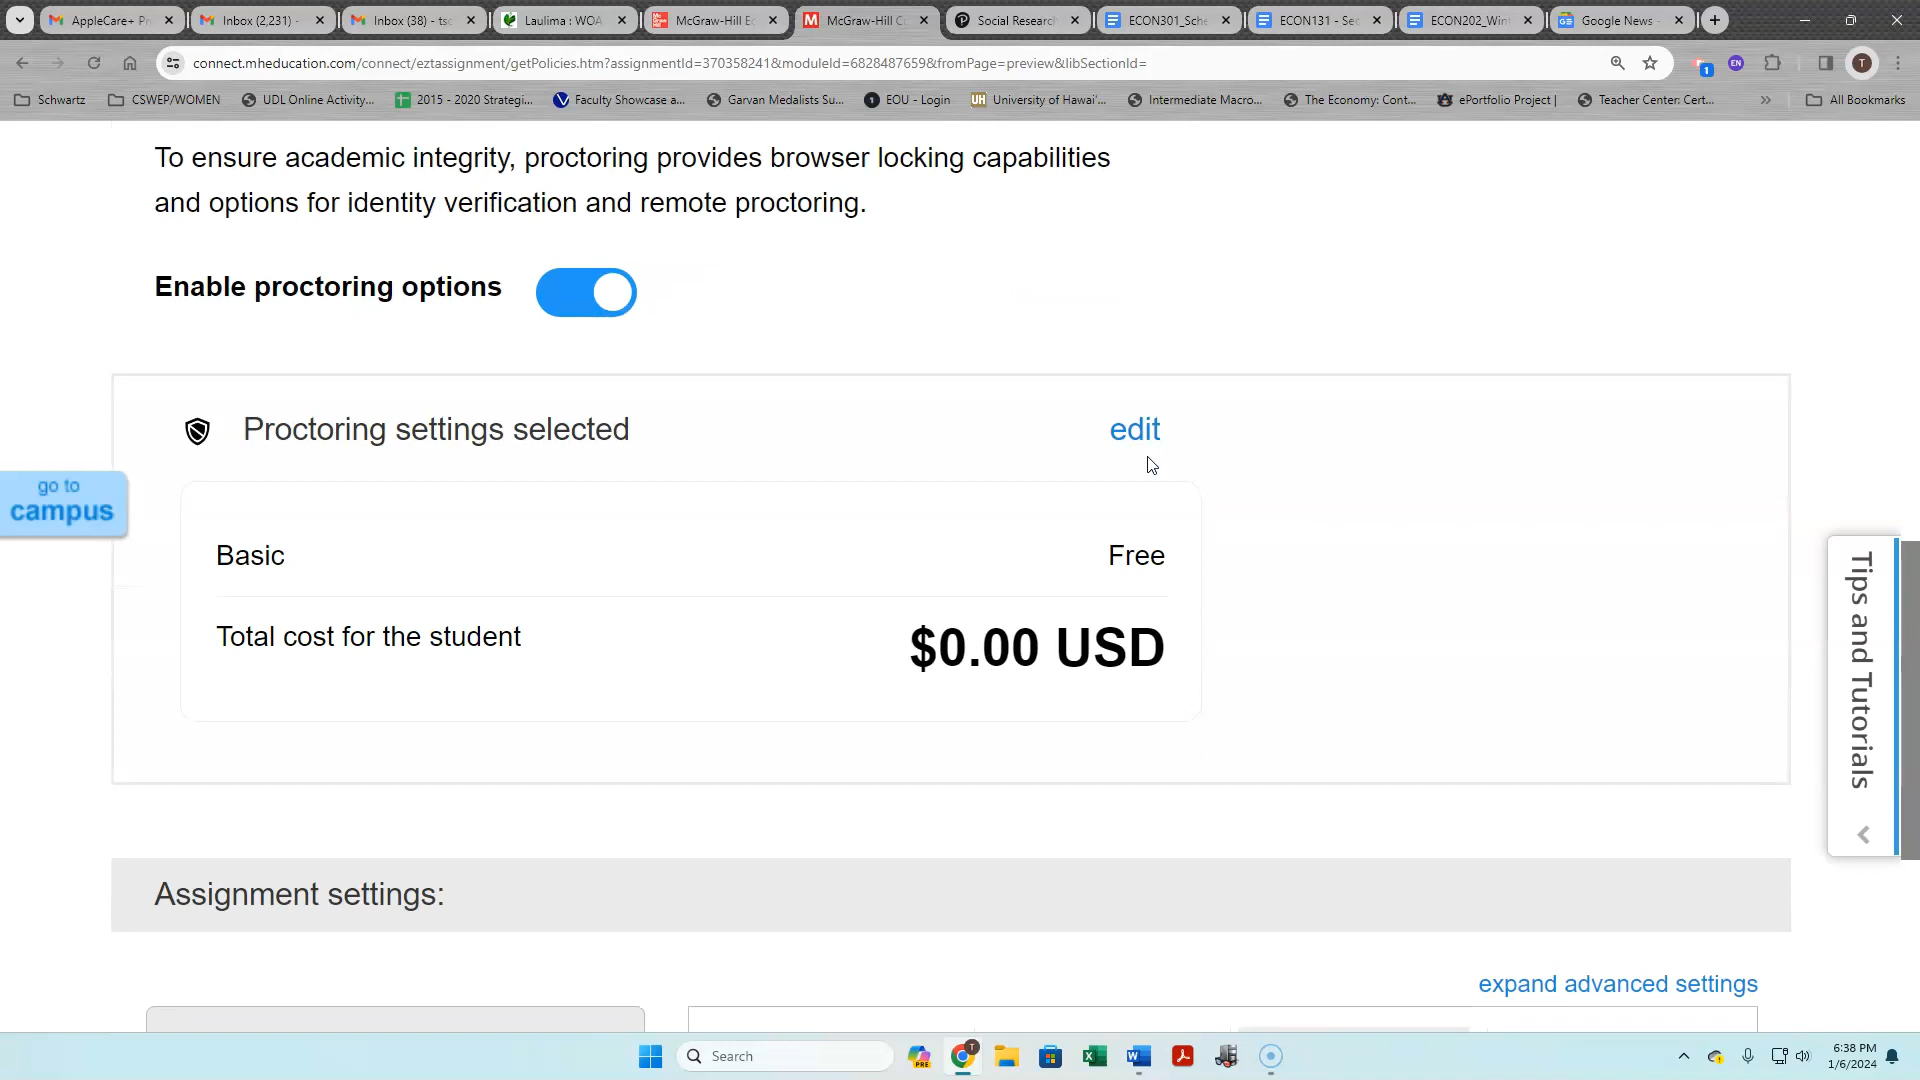 AppleCare+ Pr
Inbox (2,231) -
Inbox (38) - tsc
Laulima : WOA
McGraw-Hill Ec
McGraw-Hill C
Social Research
ECON301_Sche
ECON131 - Sec
ECON202_Wint
Google News -
connect.mheducation.com/connect/eztassignment/getPolicies.htm?assignmentId=370358241&moduleId=6828487659&fromPage=preview&libSectionId=
1
EN
T
Schwartz
CSWEP/WOMEN
UDL Online Activity...
2015 - 2020 Strategi...
Faculty Showcase a...
Garvan Medalists Su...
EOU - Login
University of Hawai'...
Intermediate Macro...
The Economy: Cont...
ePortfolio Project |
Teacher Center: Cert...
»
All Bookmarks
To ensure academic integrity, proctoring provides browser locking capabilities
and options for identity verification and remote proctoring.
Enable proctoring options
Proctoring settings selected
edit
go to
campus
Basic
Free
Total cost for the student
$0.00 USD
Tips and Tutorials
Assignment settings:
expand advanced settings
Search
6:38 PM
1/6/2024